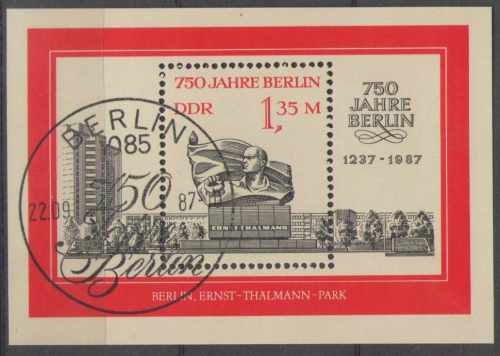 750 JAHRE BERLIN
DDR 1,35 M
750
JAHRE
BERLIN
1237-1987
ERNST THÄLMANN
BERLIN
1085
750
22.09. 87
Berlin
BERLIN, ERNST-THÄLMANN-PARK